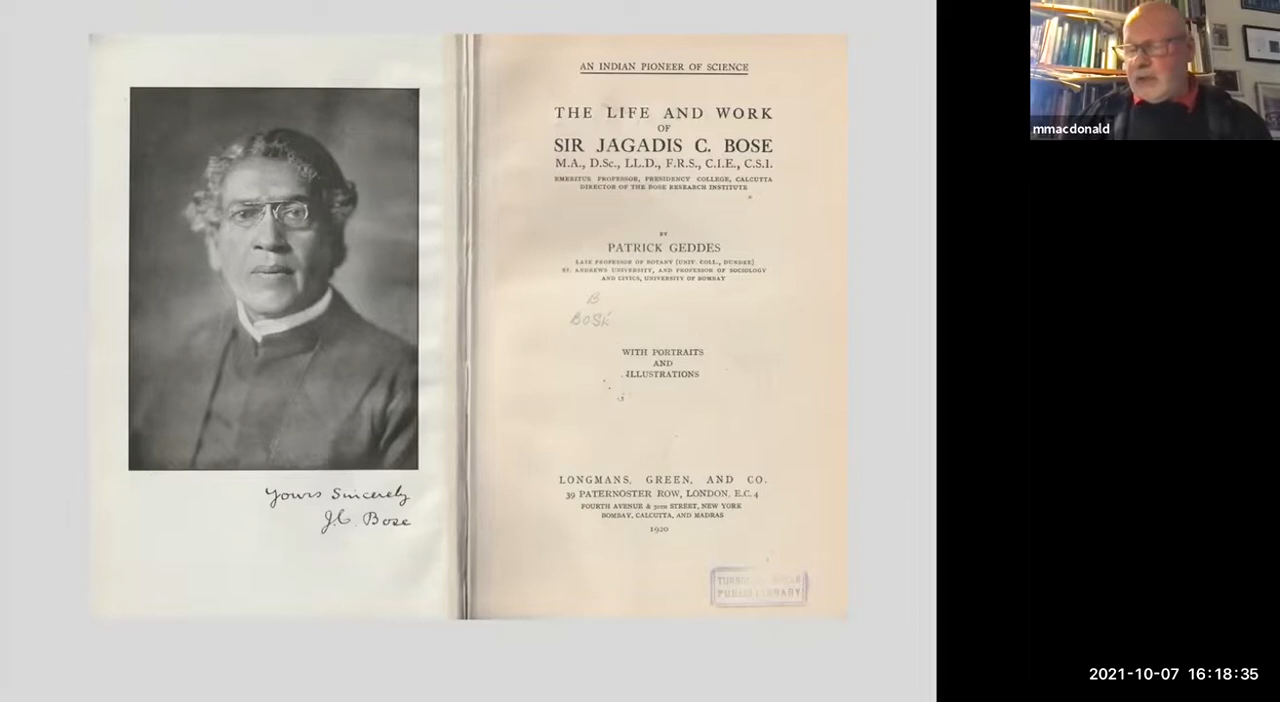 AN INDIAN PIONEER OF SCIENCE
THE LIFE AND WORK
OF
SIR JAGADIS C. BOSE
M.A., D.Sc., LL.D., F.R.S., C.I.E., C.S.I.
EMERITUS PROFESSOR, PRESIDENCY COLLEGE, CALCUTTA
DIRECTOR OF THE BOSE RESEARCH INSTITUTE
BY
PATRICK GEDDES
LATE PROFESSOR OF BOTANY (UNIV. COLL., DUNDEE)
ST. ANDREWS UNIVERSITY, AND PROFESSOR OF SOCIOLOGY
AND CIVICS, UNIVERSITY OF BOMBAY
B
BOSE
WITH PORTRAITS
AND
ILLUSTRATIONS
LONGMANS, GREEN, AND CO.
39 PATERNOSTER ROW, LONDON, E.C.4
FOURTH AVENUE & 30TH STREET, NEW YORK
BOMBAY, CALCUTTA, AND MADRAS
1920
PUBLIC LIBRARY
Yours Sincerely
J.C. Bose
mmacdonald
2021-10-07 16:18:35